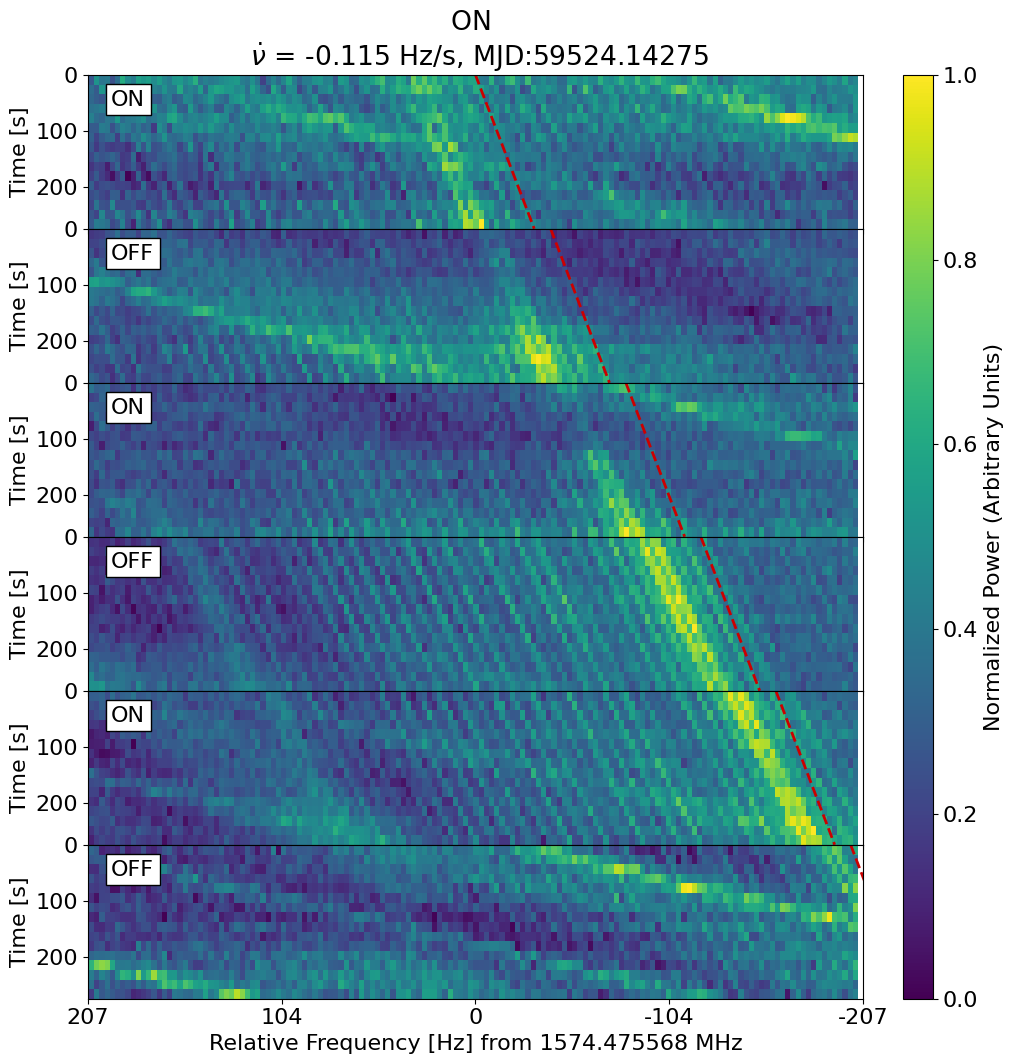 ON
ν̇ = -0.115 Hz/s, MJD:59524.14275
0
100
200
Time [s]
ON
0
100
200
Time [s]
OFF
0
100
200
Time [s]
ON
0
100
200
Time [s]
OFF
0
100
200
Time [s]
ON
0
100
200
Time [s]
OFF
207 104 0 -104 -207
Relative Frequency [Hz] from 1574.475568 MHz
1.0
0.8
0.6
0.4
0.2
0.0
Normalized Power (Arbitrary Units)